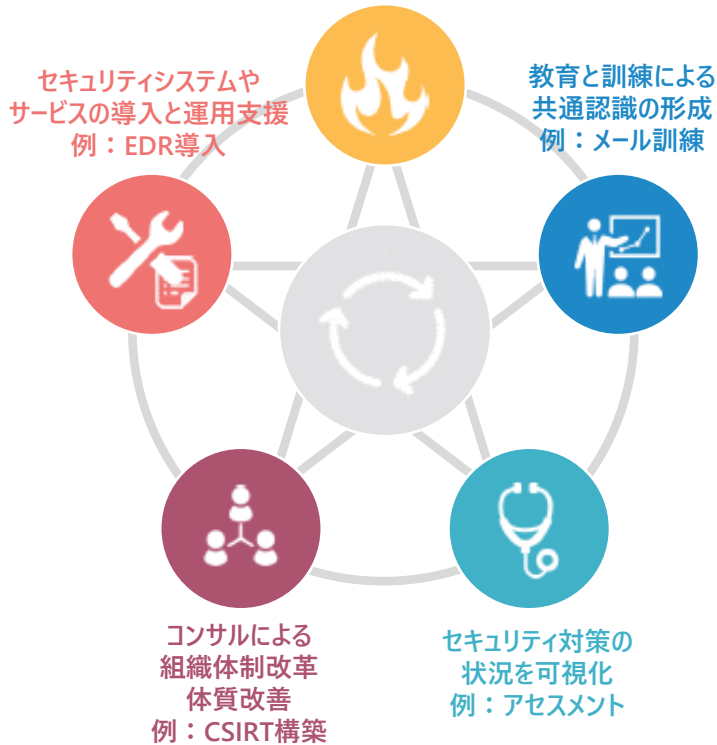 セキュリティシステムや
サービスの導入と運用支援
例：EDR導入
教育と訓練による
共通認識の形成
例：メール訓練
コンサルによる
組織体制改革
体質改善
例：CSIRT構築
セキュリティ対策の
状況を可視化
例：アセスメント